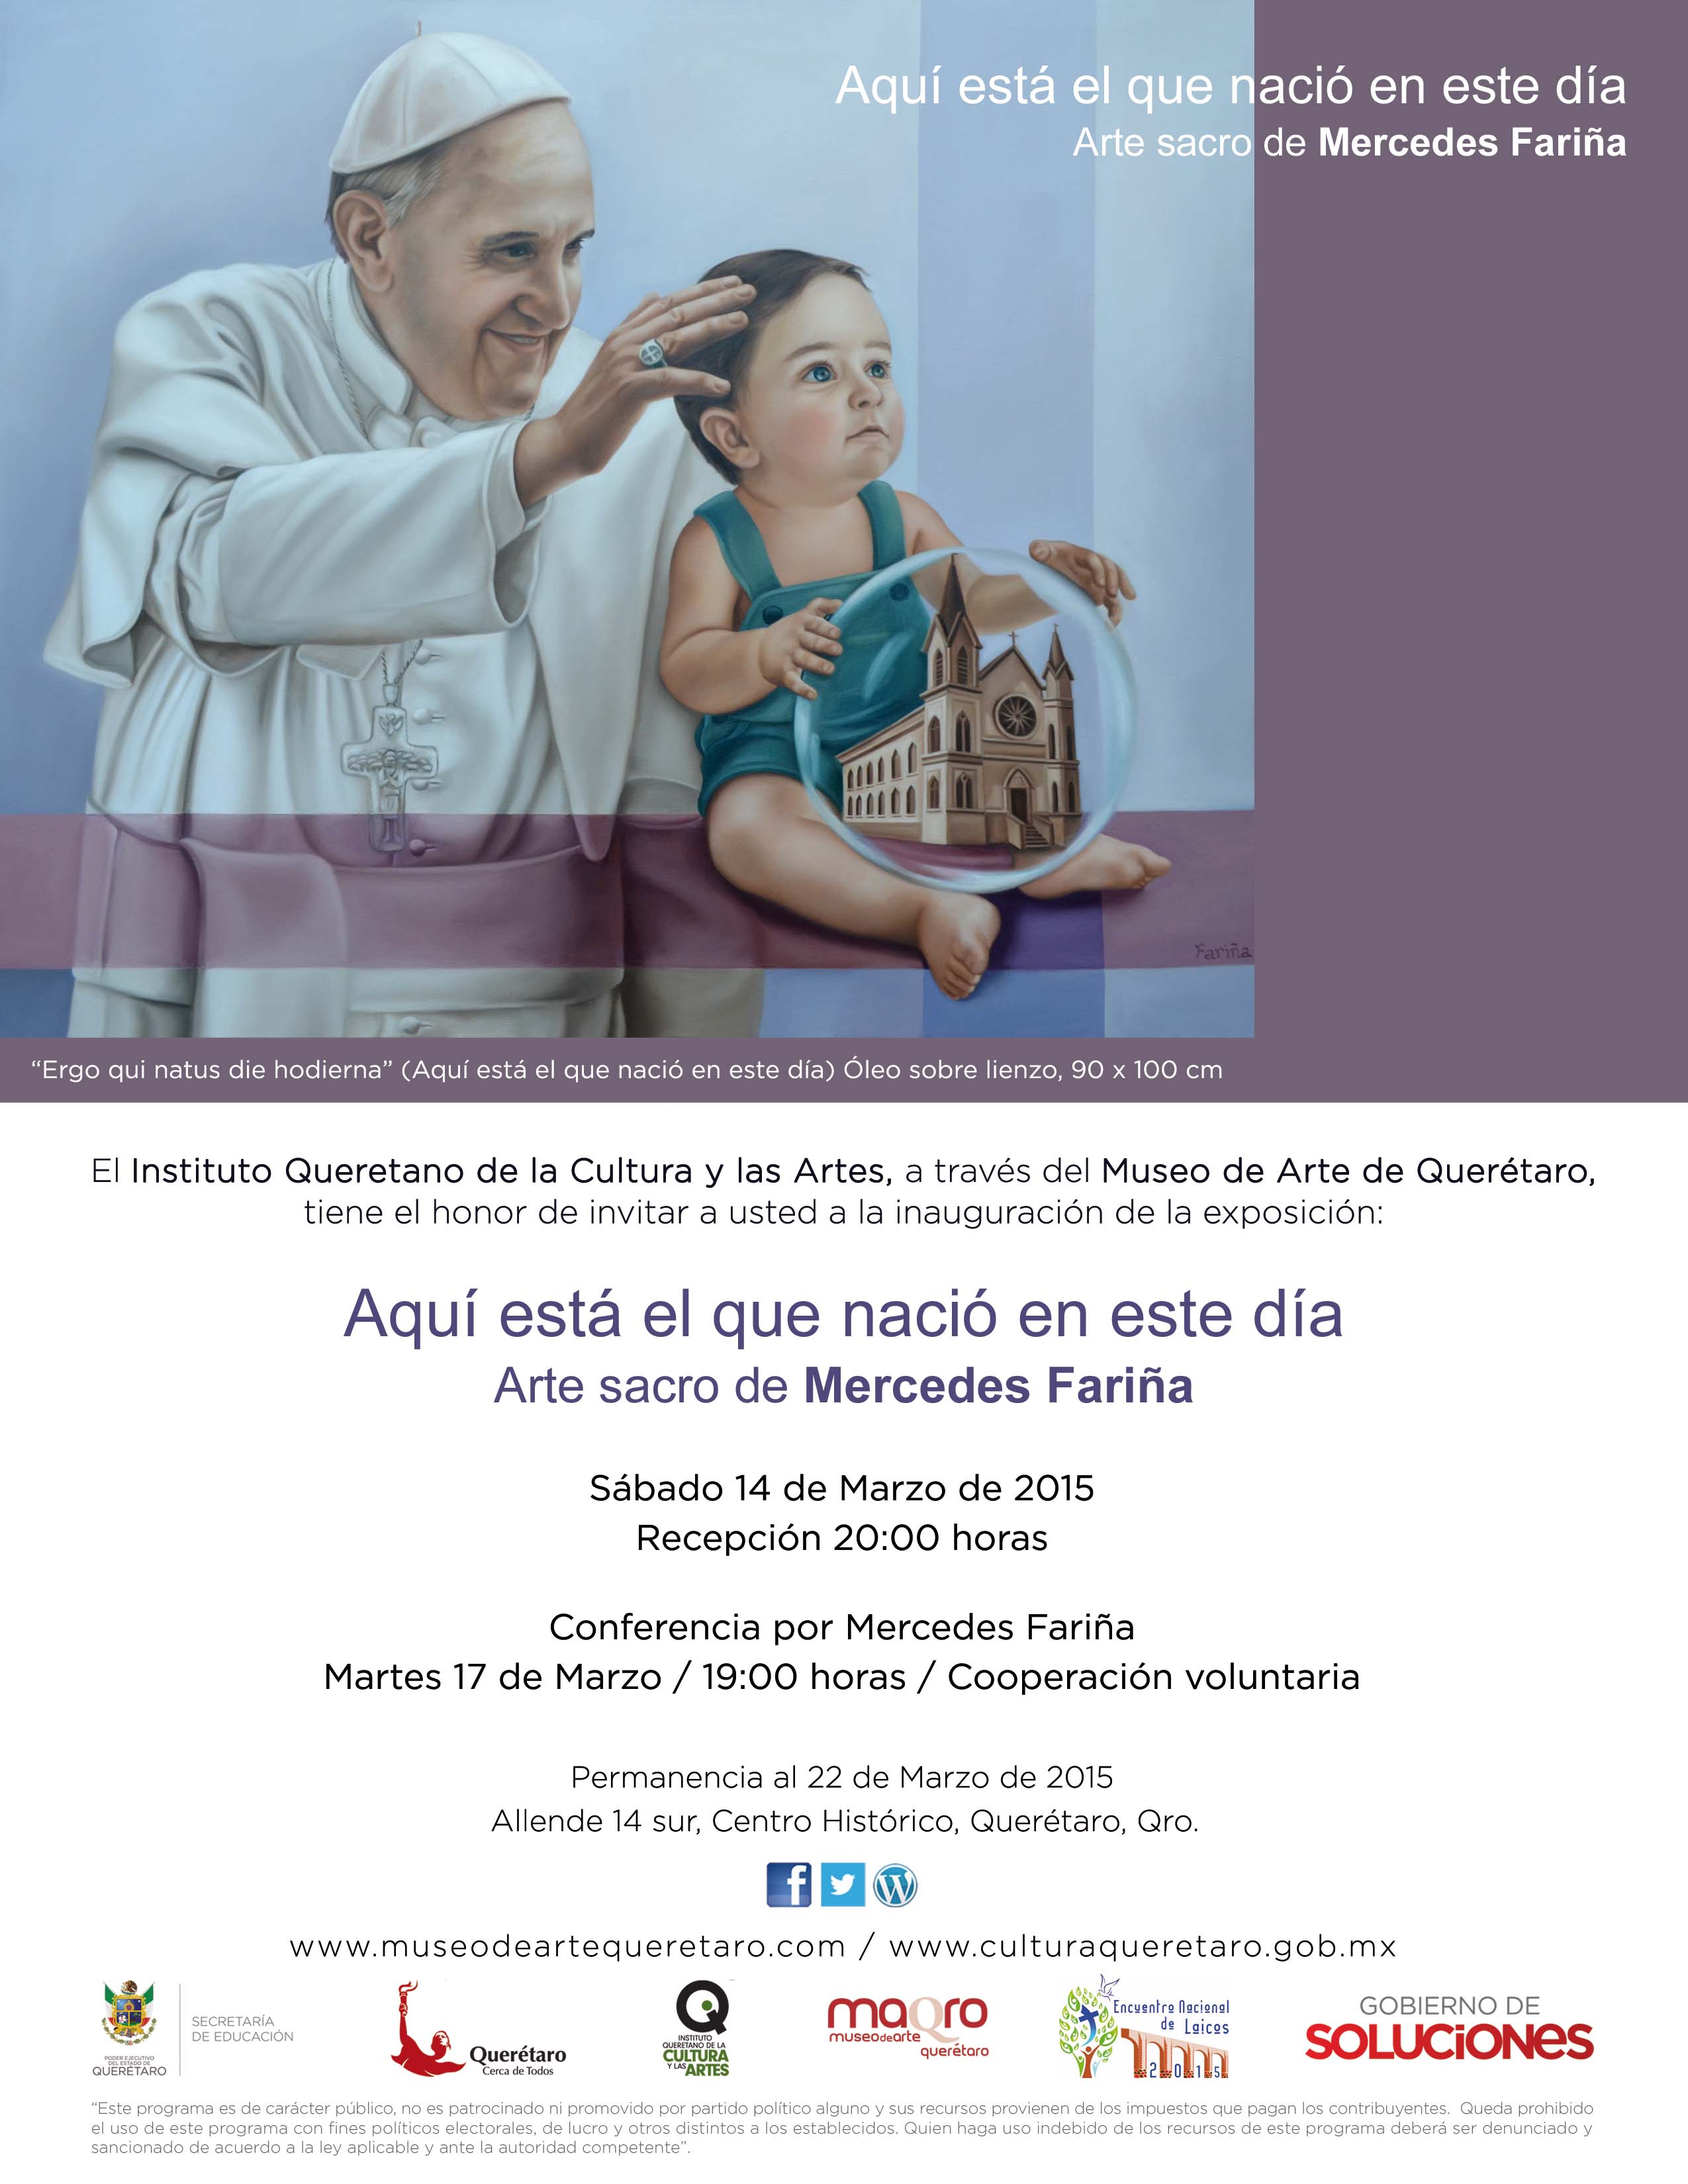 Aquí está el que nació en este día
Arte sacro de Mercedes Fariña
Fariña
“Ergo qui natus die hodierna” (Aquí está el que nació en este día) Óleo sobre lienzo, 90 x 100 cm
El Instituto Queretano de la Cultura y las Artes, a través del Museo de Arte de Querétaro,
tiene el honor de invitar a usted a la inauguración de la exposición:
Aquí está el que nació en este día
Arte sacro de Mercedes Fariña
Sábado 14 de Marzo de 2015
Recepción 20:00 horas
Conferencia por Mercedes Fariña
Martes 17 de Marzo / 19:00 horas / Cooperación voluntaria
Permanencia al 22 de Marzo de 2015
Allende 14 sur, Centro Histórico, Querétaro, Qro.
www.museodeartequeretaro.com / www.culturaqueretaro.gob.mx
PODER EJECUTIVO
DEL ESTADO DE
QUERÉTARO
SECRETARÍA
DE EDUCACIÓN
Querétaro
Cerca de Todos
INSTITUTO
QUERETANO DE LA
CULTURA
Y LAS ARTES
maQro
museodearte
querétaro
Encuentro Nacional
de Laicos
2015
GOBIERNO DE
SOLUCiONes
“Este programa es de carácter público, no es patrocinado ni promovido por partido político alguno y sus recursos provienen de los impuestos que pagan los contribuyentes. Queda prohibido
el uso de este programa con fines políticos electorales, de lucro y otros distintos a los establecidos. Quien haga uso indebido de los recursos de este programa deberá ser denunciado y
sancionado de acuerdo a la ley aplicable y ante la autoridad competente”.